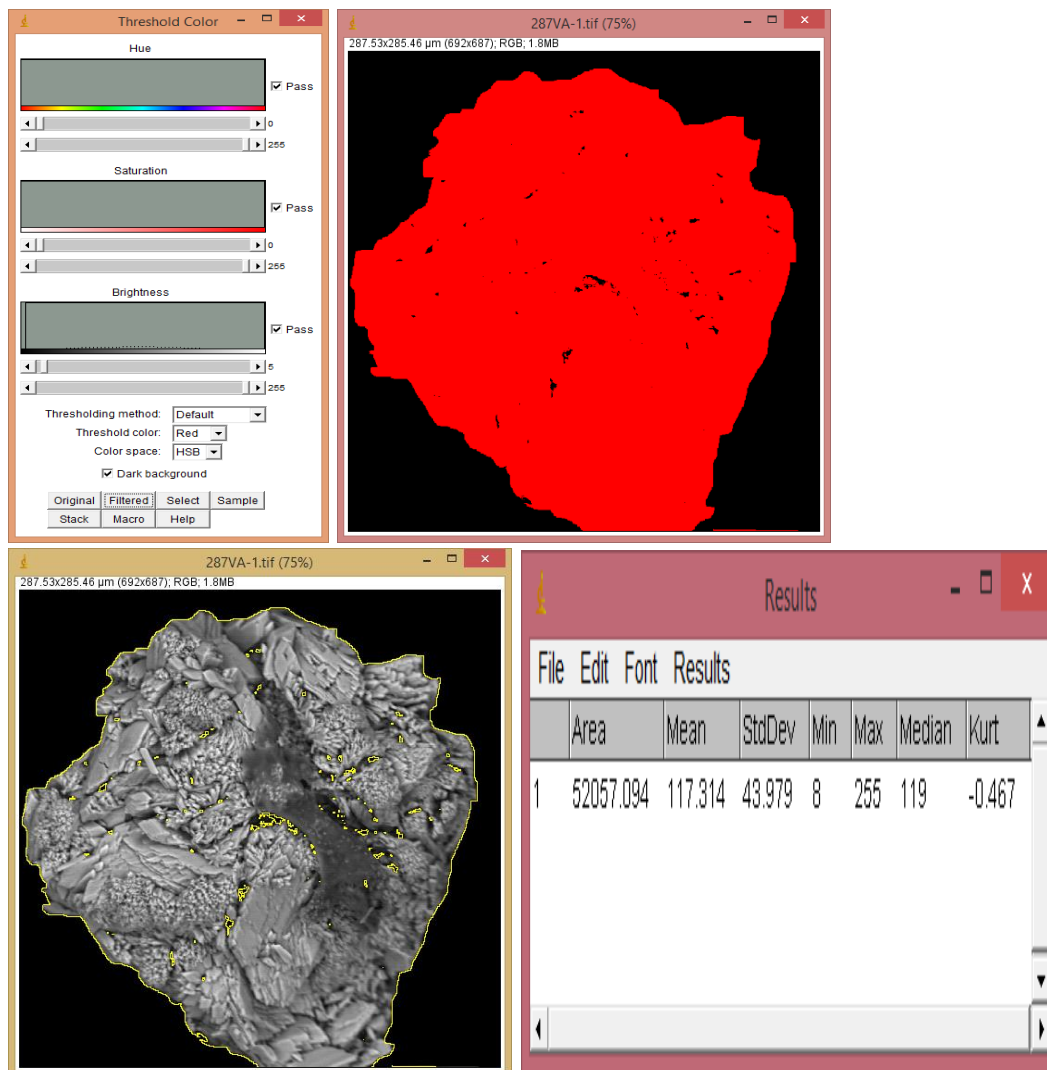 Threshold Color
Hue
Pass
0
255
Saturation
Pass
0
255
Brightness
Pass
5
255
Thresholding method: Default
Threshold color: Red
Color space: HSB
Dark background
Original Filtered Select Sample
Stack Macro Help
287VA-1.tif (75%)
287.53x285.46 µm (692x687); RGB; 1.8MB
287VA-1.tif (75%)
287.53x285.46 µm (692x687); RGB; 1.8MB
Results
File Edit Font Results
Area Mean StdDev Min Max Median Kurt
1 52057.094 117.314 43.979 8 255 119 -0.467